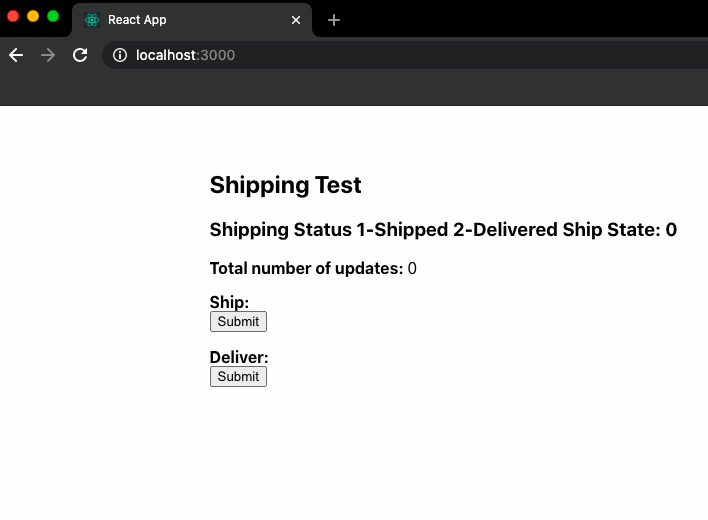 React App
localhost:3000
Shipping Test
Shipping Status 1-Shipped 2-Delivered Ship State: 0
Total number of updates: 0
Ship:
Submit
Deliver:
Submit